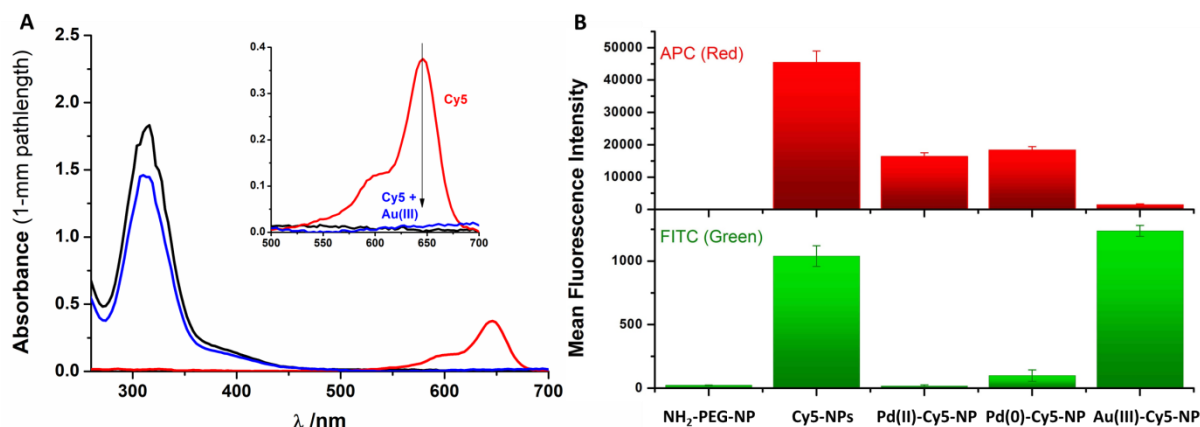 A
Absorbance (1-mm pathlength)
2.5
2.0
1.5
1.0
0.5
0.0
300
400
500
600
700
λ /nm
0.4
0.3
0.2
0.1
0.0
500
550
600
650
700
Cy5
Cy5 +
Au(III)
B
Mean Fluorescence Intensity
APC (Red)
50000
40000
30000
20000
10000
0
FITC (Green)
1000
500
0
NH₂-PEG-NP
Cy5-NPs
Pd(II)-Cy5-NP
Pd(0)-Cy5-NP
Au(III)-Cy5-NP